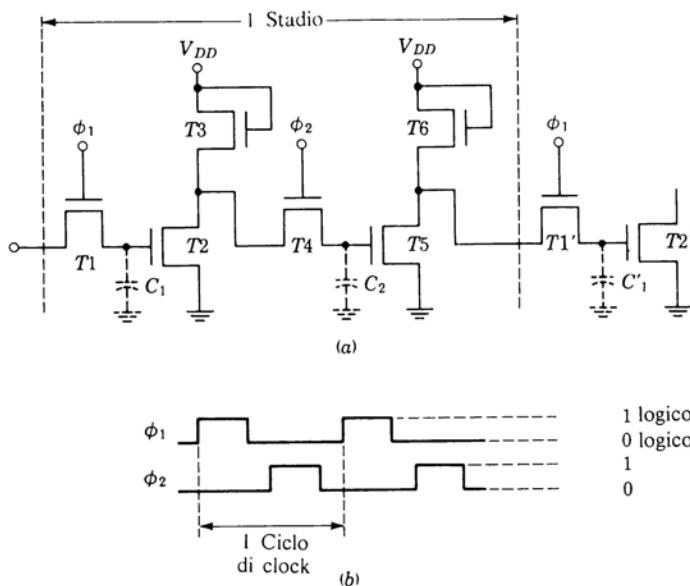 1 Stadio
V_DD V_DD
ϕ₁ T3 ϕ₂ T6 ϕ₁
T1 T2 T4 T5 T1′ T2
C₁ C₂ C′₁
(a)
ϕ₁ 1 logico
0 logico
ϕ₂ 1
0
1 Ciclo
di clock
(b)